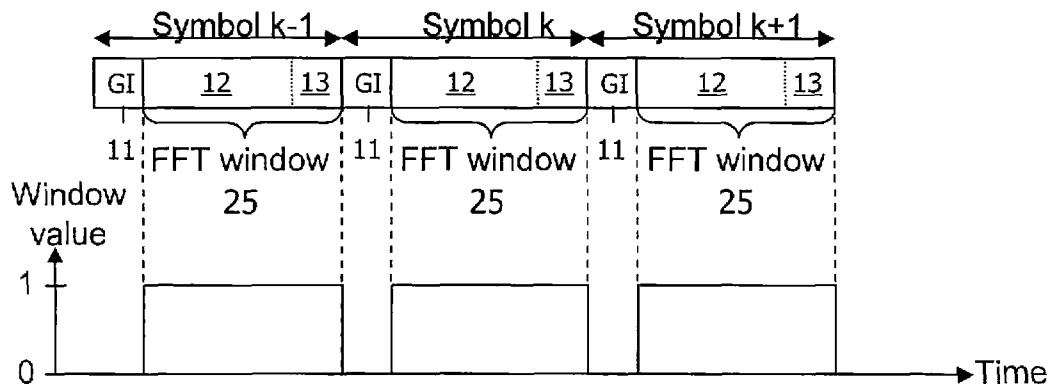 Symbol k-1 Symbol k Symbol k+1
GI 12 13 GI 12 13 GI 12 13
11 FFT window 11 FFT window 11 FFT window
25 25 25
Window
value
1
0
Time